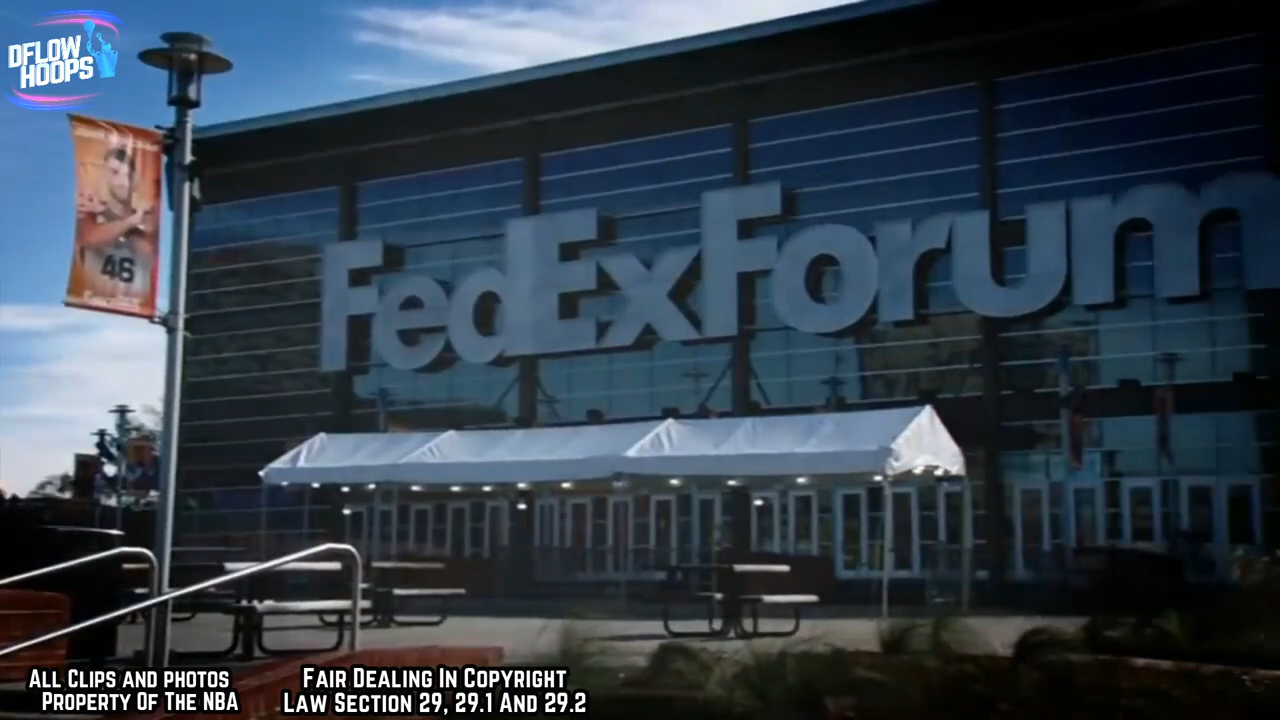 DFLOW
HOOPS
46
FedExForum
All Clips and photos
Property Of The NBA
Fair Dealing In Copyright
Law Section 29, 29.1 And 29.2